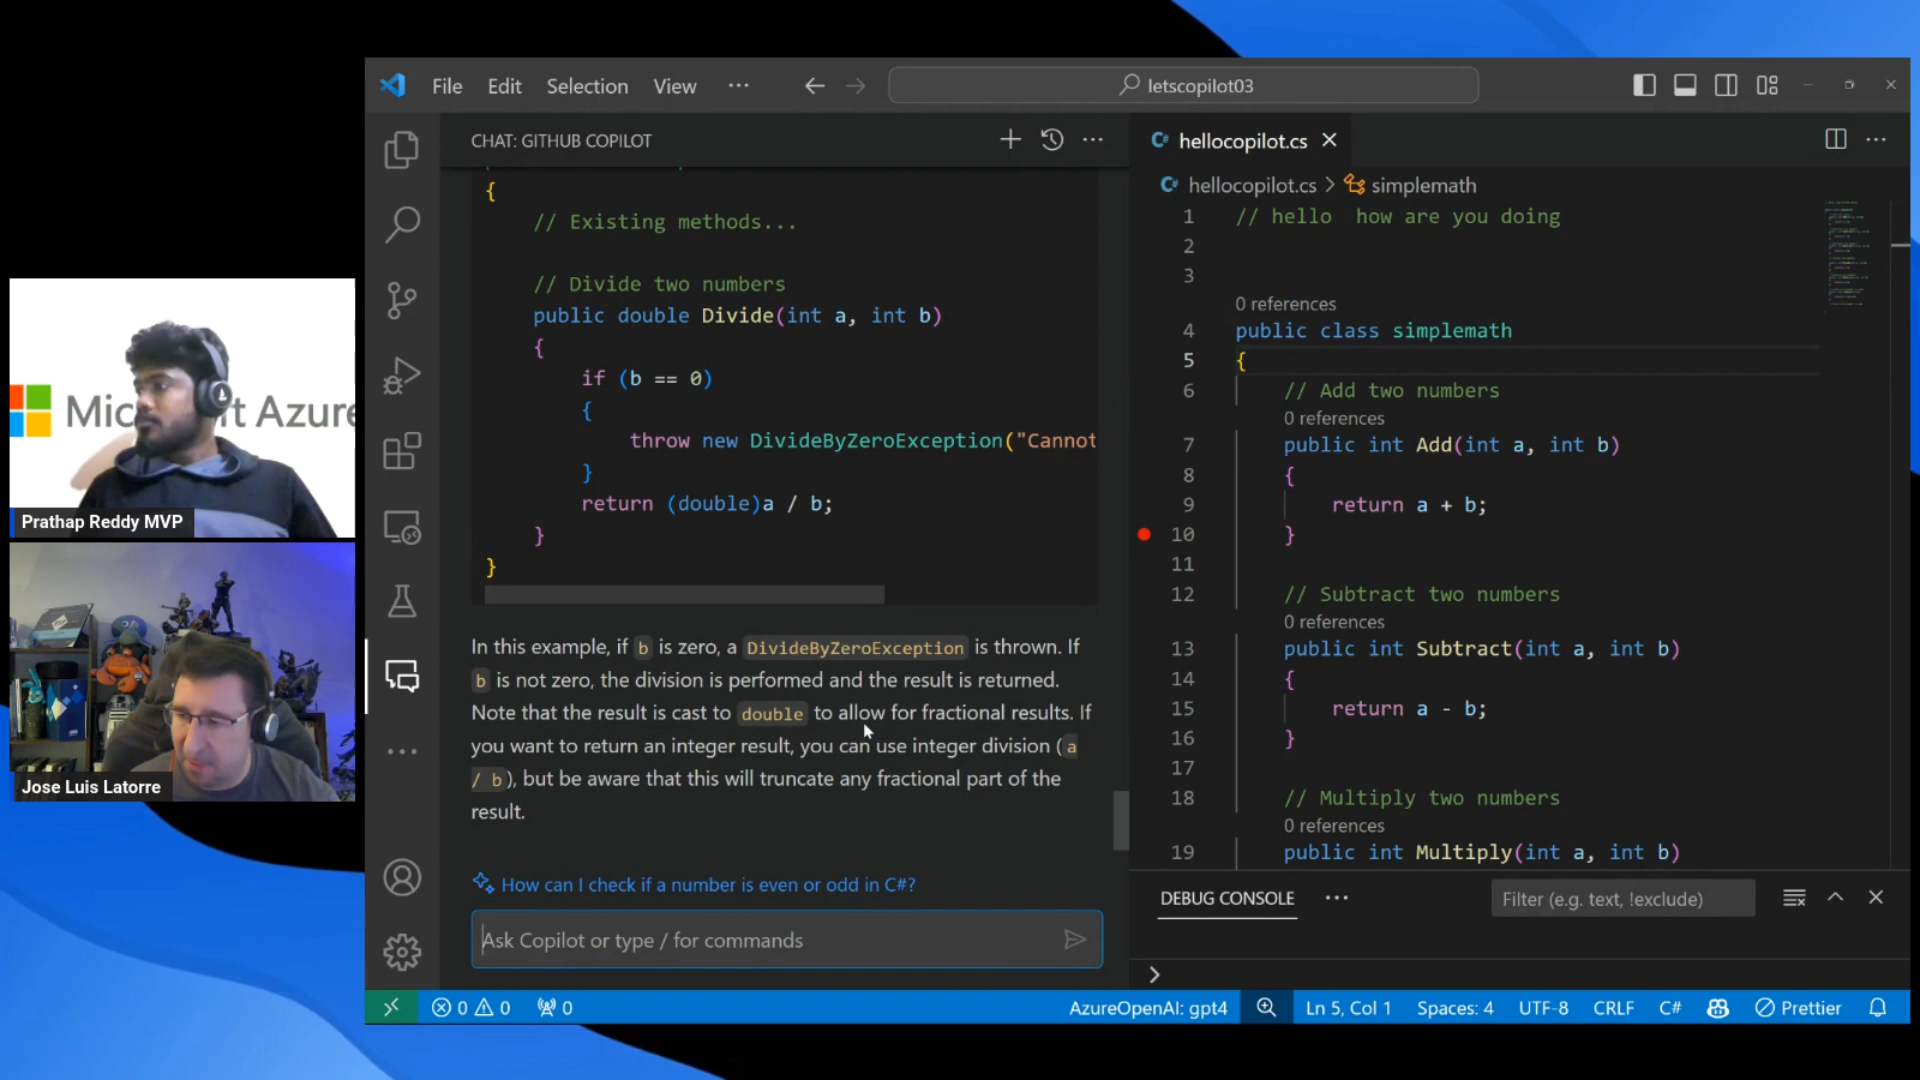 File Edit Selection View ...
letscopilot03
CHAT: GITHUB COPILOT
{
// Existing methods...
// Divide two numbers
public double Divide(int a, int b)
{
if (b == 0)
{
throw new DivideByZeroException("Cannot
}
return (double)a / b;
}
}
In this example, if b is zero, a DivideByZeroException is thrown. If
b is not zero, the division is performed and the result is returned.
Note that the result is cast to double to allow for fractional results. If
you want to return an integer result, you can use integer division ( a
/ b ), but be aware that this will truncate any fractional part of the
result.
How can I check if a number is even or odd in C#?
Ask Copilot or type / for commands
hellocopilot.cs
hellocopilot.cs > simplemath
1 // hello  how are you doing
2
3
0 references
4 public class simplemath
5 {
6 // Add two numbers
0 references
7 public int Add(int a, int b)
8 {
9 return a + b;
10 }
11
12 // Subtract two numbers
0 references
13 public int Subtract(int a, int b)
14 {
15 return a - b;
16 }
17
18 // Multiply two numbers
0 references
19 public int Multiply(int a, int b)
DEBUG CONSOLE
Filter (e.g. text, !exclude)
0 0 0
AzureOpenAI: gpt4
Ln 5, Col 1
Spaces: 4
UTF-8
CRLF
C#
Prettier
Prathap Reddy MVP
Jose Luis Latorre